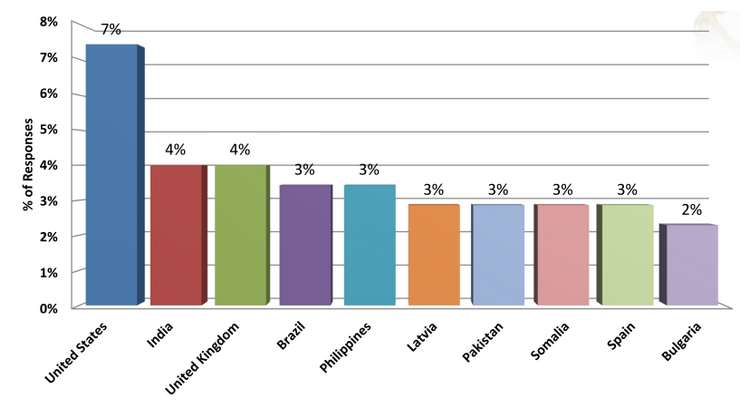 8%
7%
6%
5%
4%
3%
2%
1%
0%
% of Responses
7%
4%
4%
3%
3%
3%
3%
3%
3%
2%
United States
India
United Kingdom
Brazil
Philippines
Latvia
Pakistan
Somalia
Spain
Bulgaria